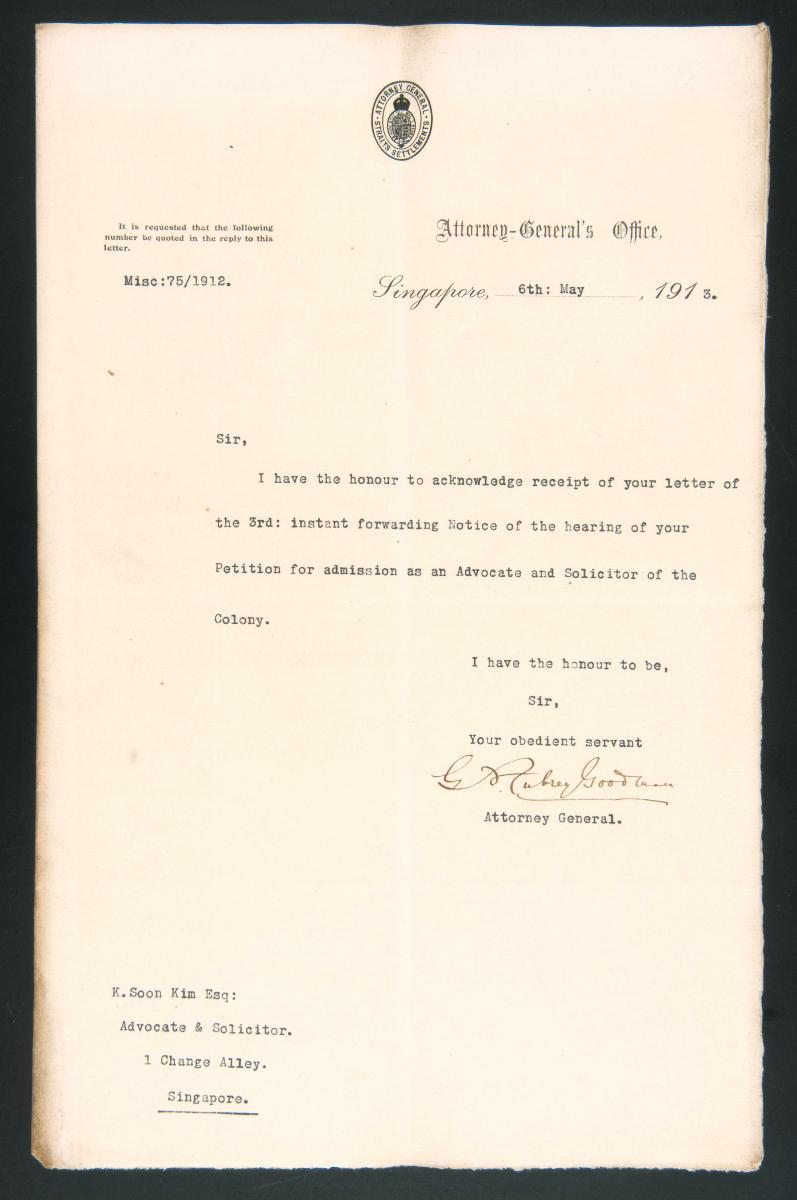 ATTORNEY GENERAL
STRAITS SETTLEMENTS
It is requested that the following
number be quoted in the reply to this
letter.
Misc:75/1912.
Attorney-General's Office,
Singapore, 6th: May, 1913.
Sir,
I have the honour to acknowledge receipt of your letter of
the 3rd: instant forwarding Notice of the hearing of your
Petition for admission as an Advocate and Solicitor of the
Colony.
I have the honour to be,
Sir,
Your obedient servant
G A Aubrey Goodman
Attorney General.
K.Soon Kim Esq:
Advocate & Solicitor.
1 Change Alley.
Singapore.